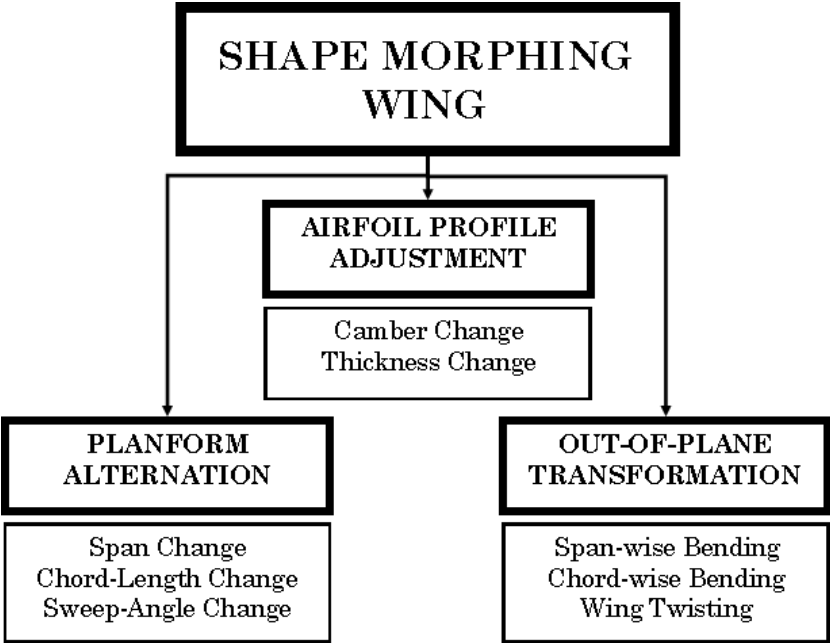 SHAPE MORPHING
WING
AIRFOIL PROFILE
ADJUSTMENT
Camber Change
Thickness Change
PLANFORM
ALTERNATION
Span Change
Chord-Length Change
Sweep-Angle Change
OUT-OF-PLANE
TRANSFORMATION
Span-wise Bending
Chord-wise Bending
Wing Twisting